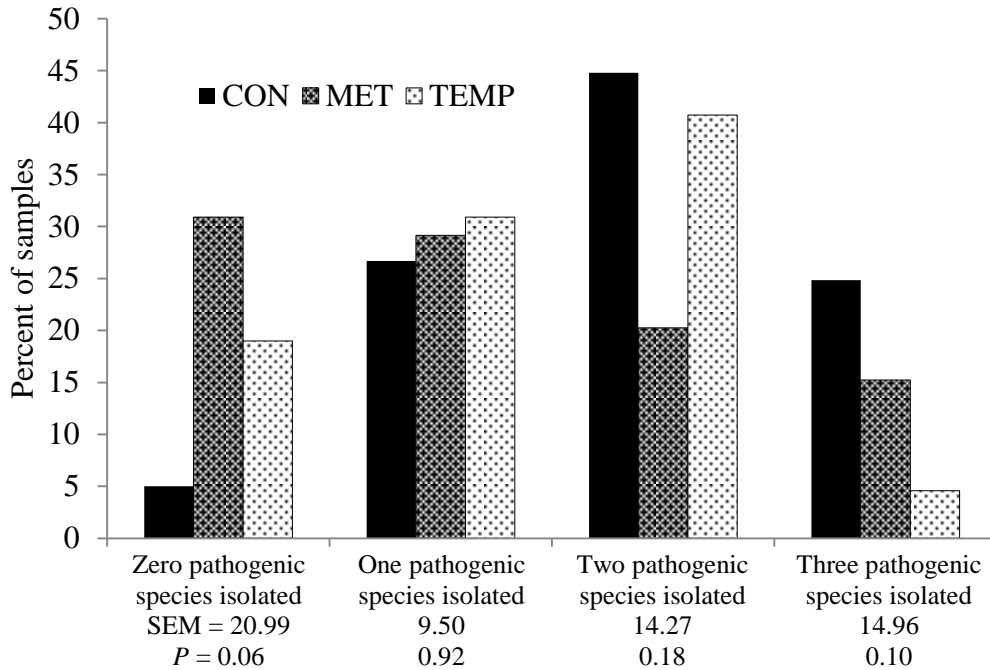 50
45
CON MET TEMP
40
35
30
25
20
15
10
5
0
Percent of samples
Zero pathogenic species isolated
One pathogenic species isolated
Two pathogenic species isolated
Three pathogenic species isolated
SEM = 20.99 9.50 14.27 14.96
P = 0.06 0.92 0.18 0.10